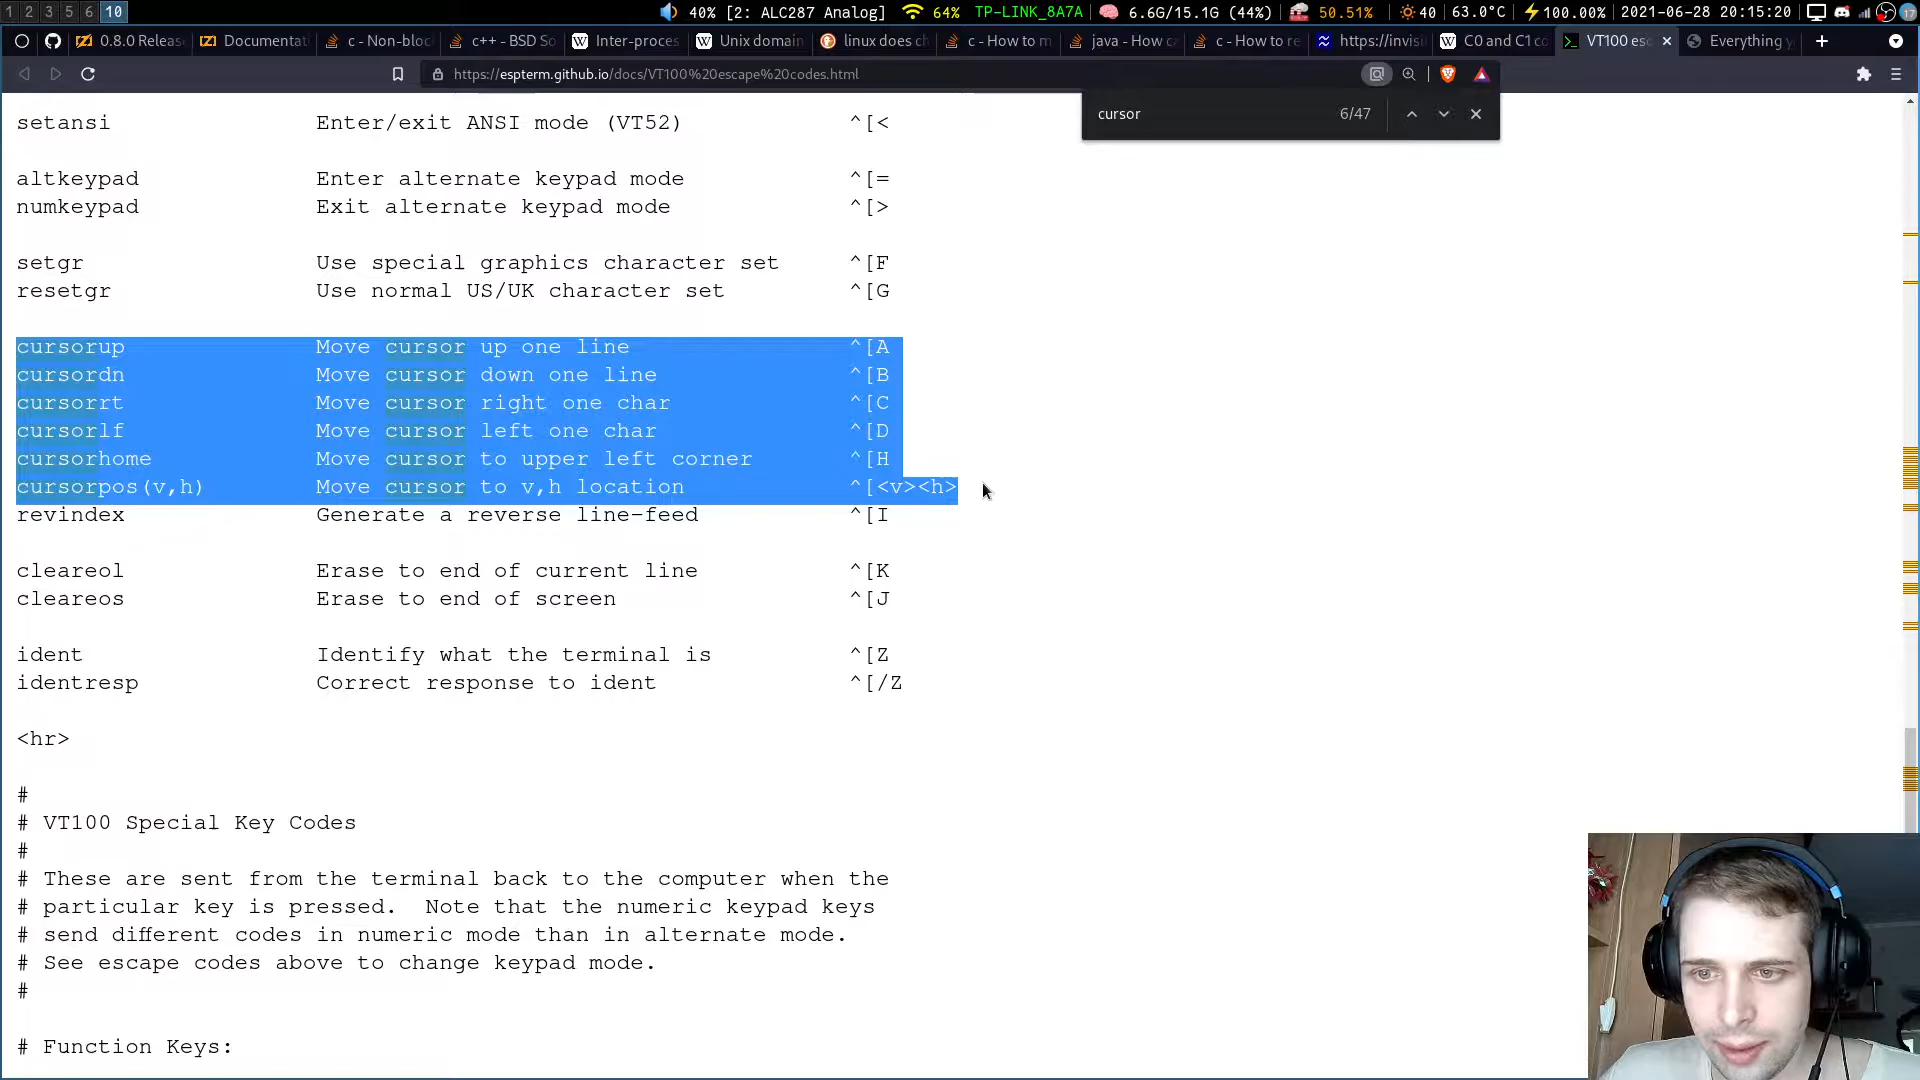 1 2 3 5 6 10 40% [2: ALC287 Analog] 64% TP-LINK_8A7A 6.6G/15.1G (44%) 50.51% 40 63.0°C 100.00% 2021-06-28 20:15:20 17
0.8.0 Releas Documentat c - Non-bloc c++ - BSD So Inter-proces Unix domain linux does ch c - How to m java - How ca c - How to re https://invisi C0 and C1 co VT100 esc Everything y
https://espterm.github.io/docs/VT100%20escape%20codes.html
cursor 6/47
setansi Enter/exit ANSI mode (VT52) ^[<
altkeypad Enter alternate keypad mode ^[=
numkeypad Exit alternate keypad mode ^[>
setgr Use special graphics character set ^[F
resetgr Use normal US/UK character set ^[G
cursorup Move cursor up one line ^[A
cursordn Move cursor down one line ^[B
cursorrt Move cursor right one char ^[C
cursorlf Move cursor left one char ^[D
cursorhome Move cursor to upper left corner ^[H
cursorpos(v,h) Move cursor to v,h location ^[<v><h>
revindex Generate a reverse line-feed ^[I
cleareol Erase to end of current line ^[K
cleareos Erase to end of screen ^[J
ident Identify what the terminal is ^[Z
identresp Correct response to ident ^[/Z
<hr>
#
# VT100 Special Key Codes
#
# These are sent from the terminal back to the computer when the
# particular key is pressed. Note that the numeric keypad keys
# send different codes in numeric mode than in alternate mode.
# See escape codes above to change keypad mode.
#
# Function Keys: